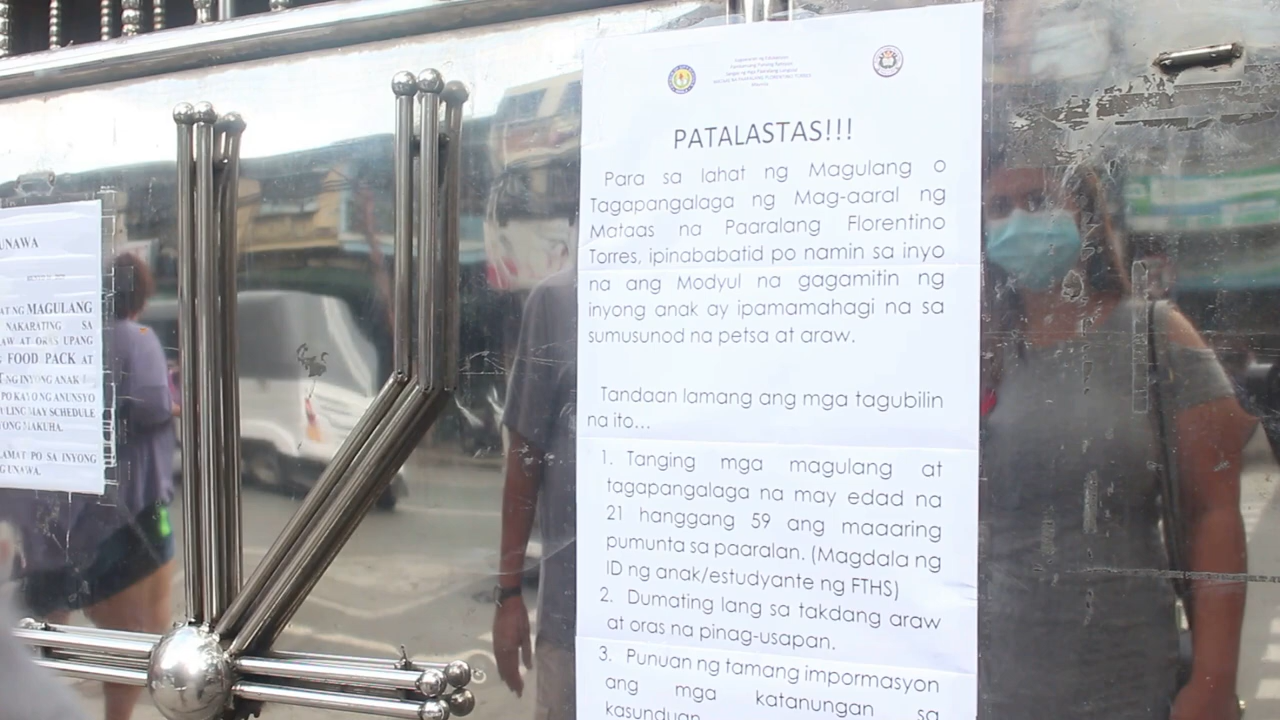 UNAWA
MAGULANG
NAKARATING SA
AT ORAS UPANG
FOOD PACK AT
NG INYONG ANAK
PO KAYONG ANUNSYO
MAY SCHEDULE
MAKUHA.
PO SA INYONG
UNAWA.
PATALASTAS!!!
Para sa lahat ng Magulang o
Tagapangalaga ng Mag-aaral ng
Mataas na Paaralang Florentino
Torres, ipinababatid po namin sa inyo
na ang Modyul na gagamitin ng
inyong anak ay ipamamahagi na sa
sumusunod na petsa at araw.
Tandaan lamang ang mga tagubilin
na ito...
1. Tanging mga magulang at
tagapangalaga na may edad na
21 hanggang 59 ang maaaring
pumunta sa paaralan. (Magdala ng
ID ng anak/estudyante ng FTHS)
2. Dumating lang sa takdang araw
at oras na pinag-usapan.
3. Punuan ng tamang impormasyon
ang mga katanungan sa
kasunduan